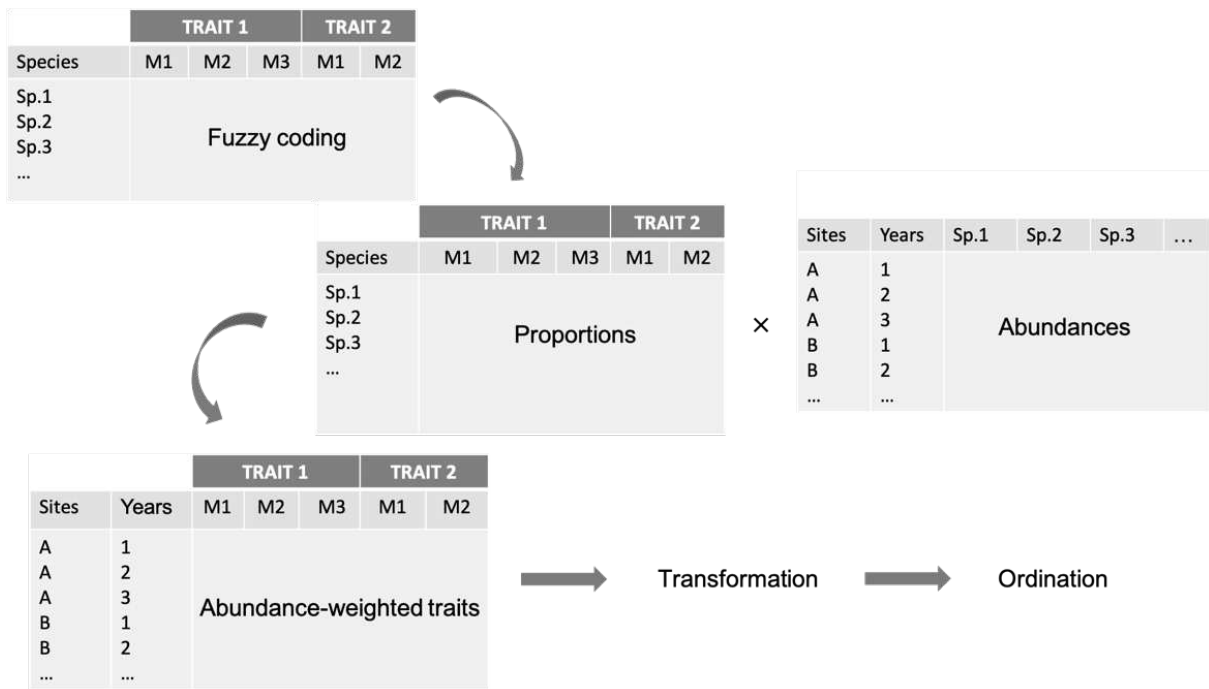 TRAIT 1 TRAIT 2
Species M1 M2 M3 M1 M2
Sp.1
Sp.2
Sp.3
...
Fuzzy coding
TRAIT 1 TRAIT 2
Species M1 M2 M3 M1 M2
Sp.1
Sp.2
Sp.3
...
Proportions
×
Sites Years Sp.1 Sp.2 Sp.3 ...
A 1
A 2
A 3
B 1
B 2
... ...
Abundances
TRAIT 1 TRAIT 2
Sites Years M1 M2 M3 M1 M2
A 1
A 2
A 3
B 1
B 2
... ...
Abundance-weighted traits
Transformation
Ordination